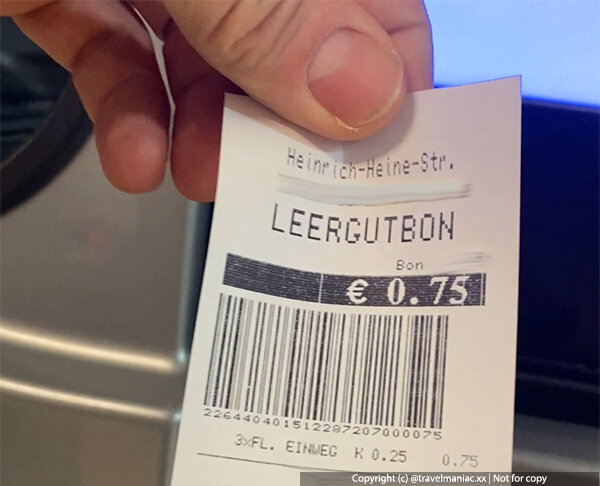 Heinrich-Heine-Str.
LEERGUTBON
Bon
€ 0.75
226440401512287207000075
3xFL. EINWEG K 0.25 0.75
Copyright (c) @travelmaniac.xx | Not for copy